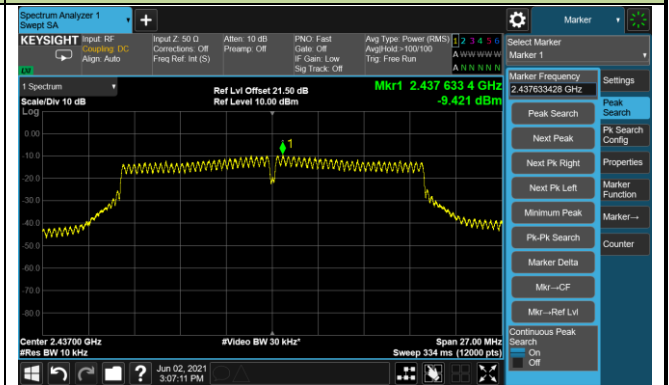 Spectrum Analyzer 1
Swept SA
Marker
KEYSIGHT Input: RF
Coupling: DC
Align: Auto
Input Z: 50 Ω
Corrections: Off
Freq Ref: Int (S)
Atten: 10 dB
Preamp: Off
PNO: Fast
Gate: Off
IF Gain: Low
Sig Track: Off
Avg Type: Power (RMS)
Avg|Hold:>100/100
Trig: Free Run
1 2 3 4 5 6
A W W W W W
A N N N N N
LXI
Select Marker
Marker 1
1 Spectrum
Scale/Div 10 dB
Log
Ref Lvl Offset 21.50 dB
Ref Level 10.00 dBm
Mkr1 2.437 633 4 GHz
-9.421 dBm
1
0.00
-10.0
-20.0
-30.0
-40.0
-50.0
-60.0
-70.0
-80.0
Center 2.43700 GHz
#Res BW 10 kHz
#Video BW 30 kHz*
Span 27.00 MHz
Sweep 334 ms (12000 pts)
Marker Frequency
2.437633428 GHz
Peak Search
Next Peak
Next Pk Right
Next Pk Left
Minimum Peak
Pk-Pk Search
Marker Delta
Mkr→CF
Mkr→Ref Lvl
Continuous Peak
Search
On
Off
Settings
Peak
Search
Pk Search
Config
Properties
Marker
Function
Marker→
Counter
Jun 02, 2021
3:07:11 PM